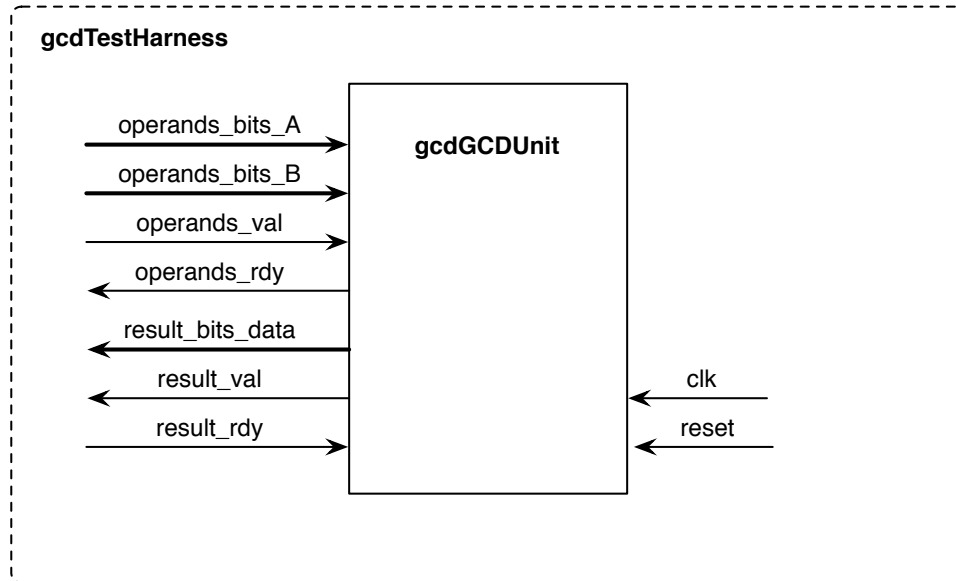 gcdTestHarness
operands_bits_A
gcdGCDUnit
operands_bits_B
operands_val
operands_rdy
result_bits_data
result_val
clk
result_rdy
reset